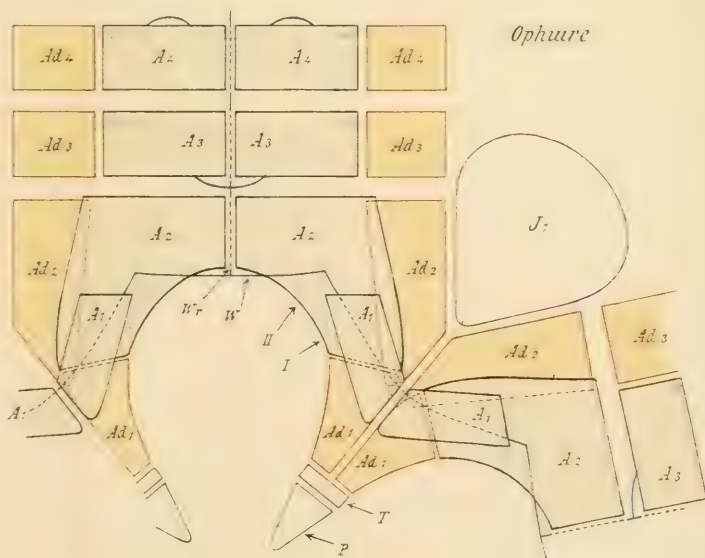 Ophiure
Ad 4 A 4 A 4 Ad 4
Ad 3 A 3 A 3 Ad 3
J 1
A 2 A 2
Ad 2 Ad 2
A 1 Wr W II A 1
I
Ad 2 Ad 3
A 1 A 1
Ad 1 Ad 1 A 2 A 3
Ad 1
T
P